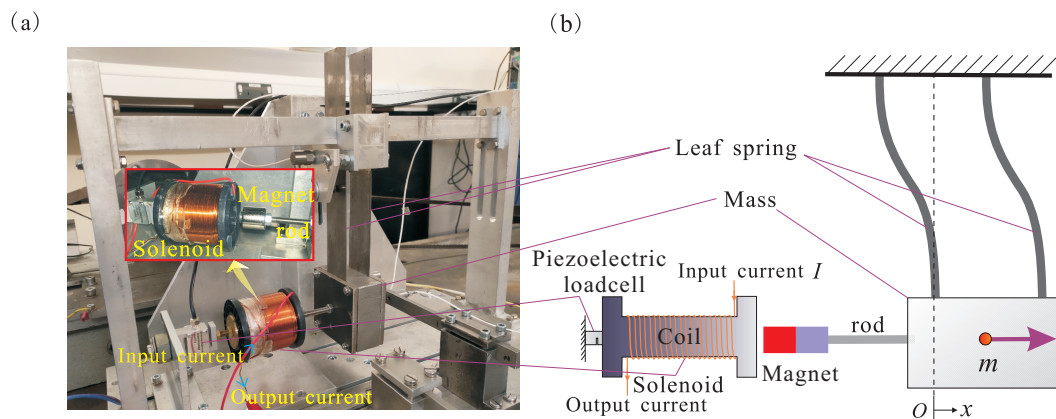 (a)
Magnet
rod
Solenoid
Input current
Output current
(b)
Leaf spring
Mass
Piezoelectric
loadcell
Input current I
Coil
rod
Solenoid
Magnet
Output current
m
O
x